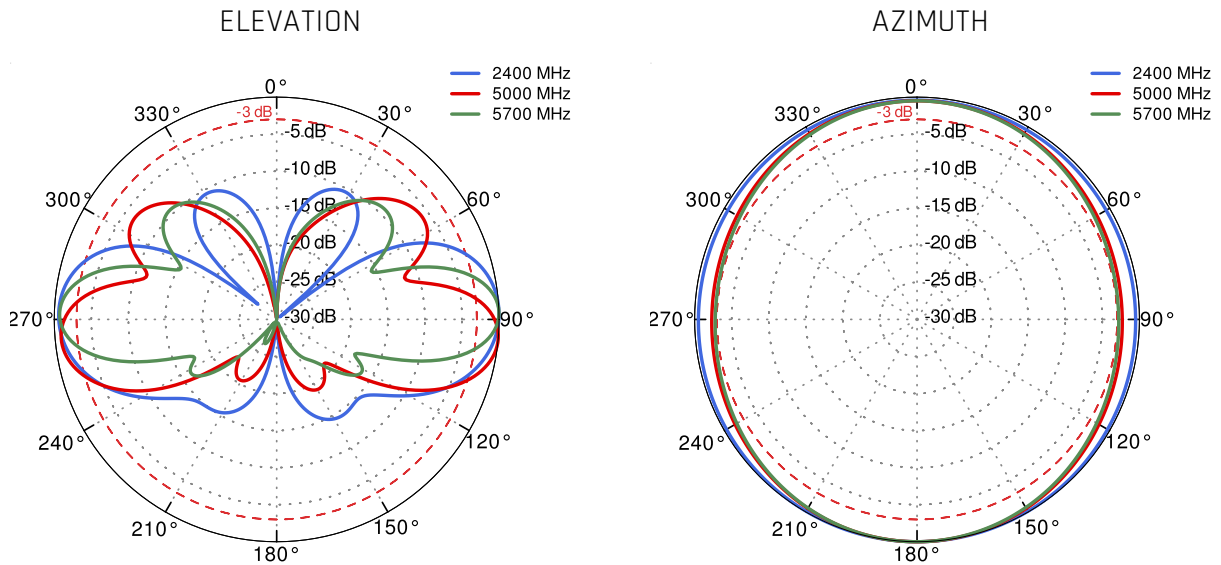 ELEVATION
2400 MHz
5000 MHz
5700 MHz
0°
30°
60°
90°
120°
150°
180°
210°
240°
270°
300°
330°
-3 dB
-5 dB
-10 dB
-15 dB
-20 dB
-25 dB
-30 dB
AZIMUTH
2400 MHz
5000 MHz
5700 MHz
0°
30°
60°
90°
120°
150°
180°
210°
240°
270°
300°
330°
-3 dB
-5 dB
-10 dB
-15 dB
-20 dB
-25 dB
-30 dB